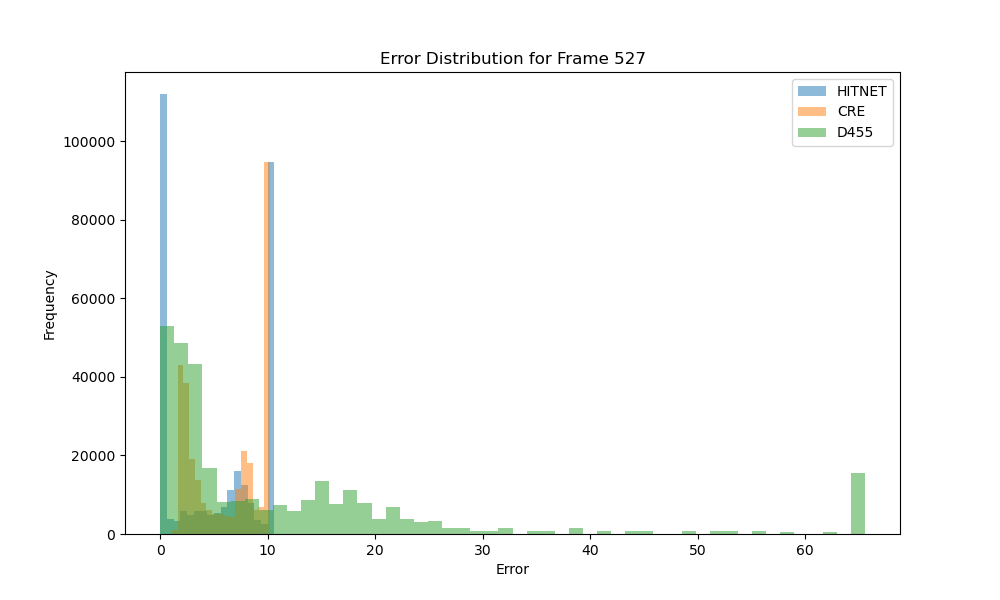 Error Distribution for Frame 527
HITNET
CRE
D455
100000
80000
60000
40000
20000
0
Frequency
0 10 20 30 40 50 60
Error